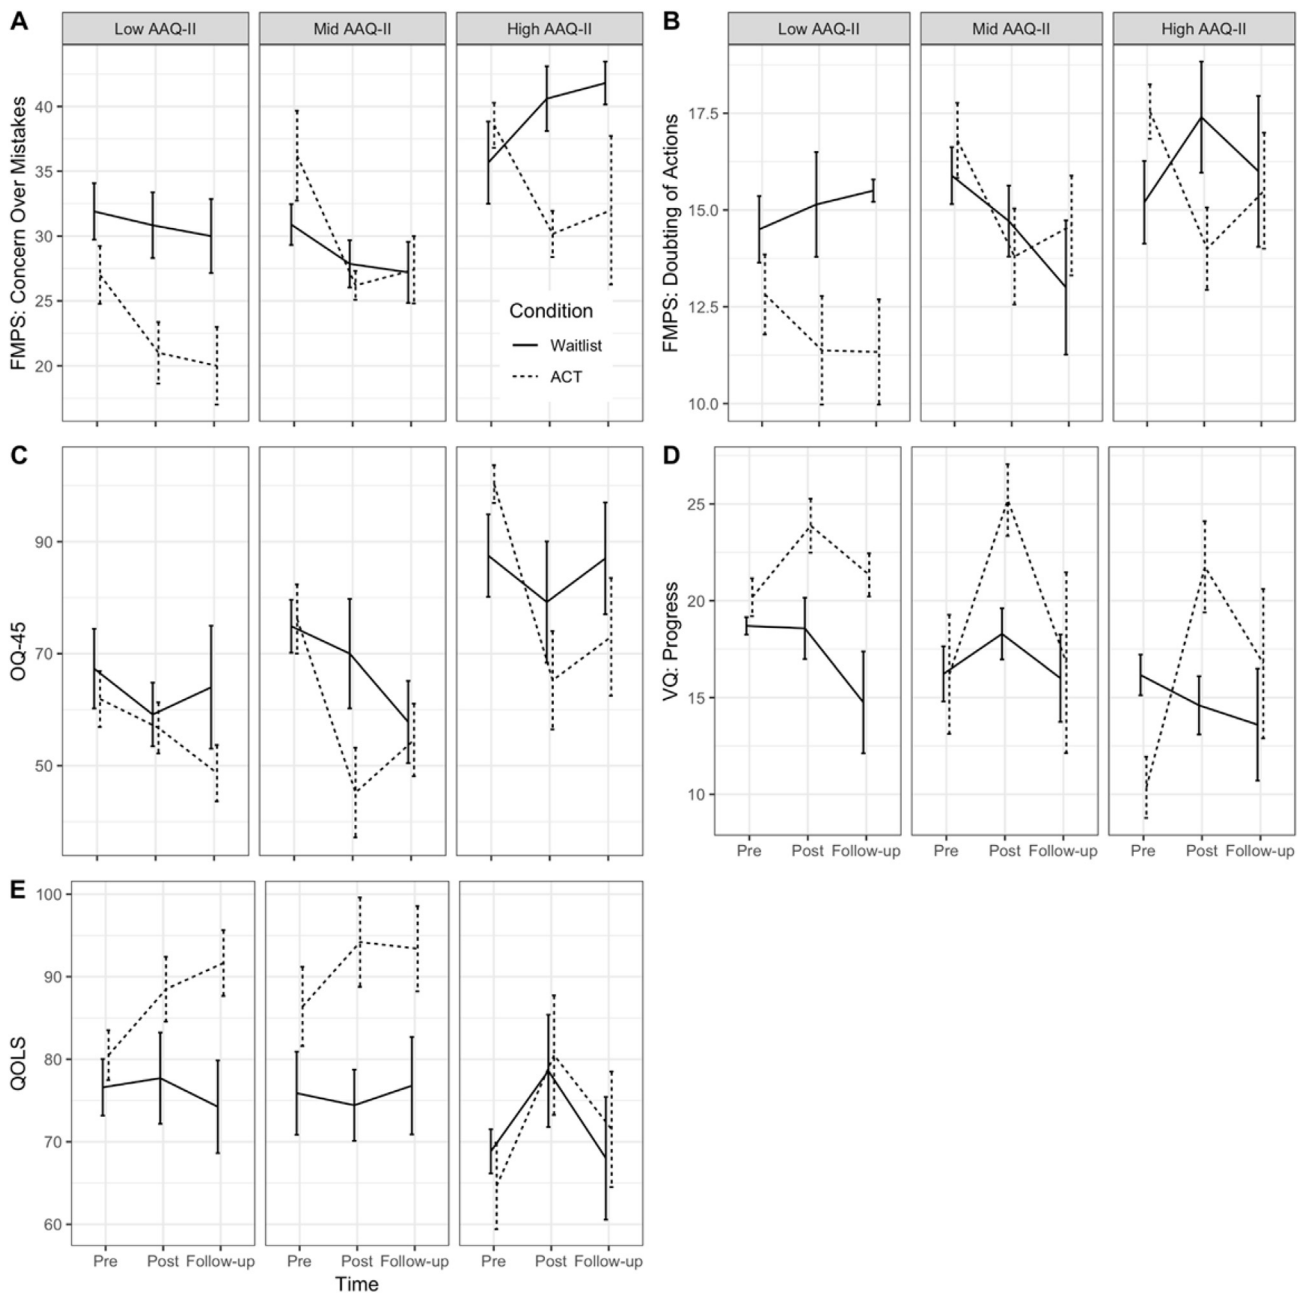 A
Low AAQ-II
Mid AAQ-II
High AAQ-II
FMPS: Concern Over Mistakes
40
35
30
25
20
Condition
Waitlist
ACT
B
Low AAQ-II
Mid AAQ-II
High AAQ-II
FMPS: Doubting of Actions
17.5
15.0
12.5
10.0
C
OQ-45
90
70
50
D
VQ: Progress
25
20
15
10
Pre Post Follow-up
Pre Post Follow-up
Pre Post Follow-up
E
QOLS
100
90
80
70
60
Pre Post Follow-up
Pre Post Follow-up
Pre Post Follow-up
Time